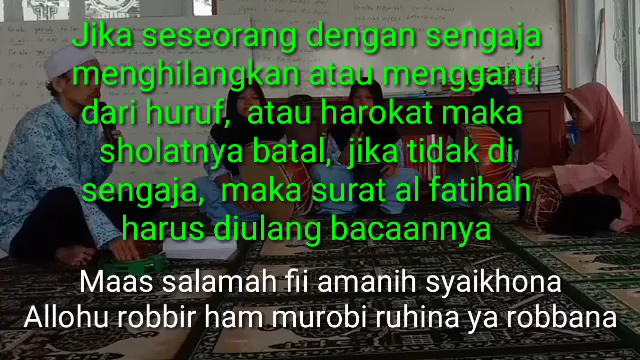 Jika seseorang dengan sengaja
menghilangkan atau mengganti
dari huruf, atau harokat maka
sholatnya batal, jika tidak di
sengaja, maka surat al fatihah
harus diulang bacaannya
Maas salamah fii amanih syaikhona
Allohu robbir ham murobi ruhina ya robbana